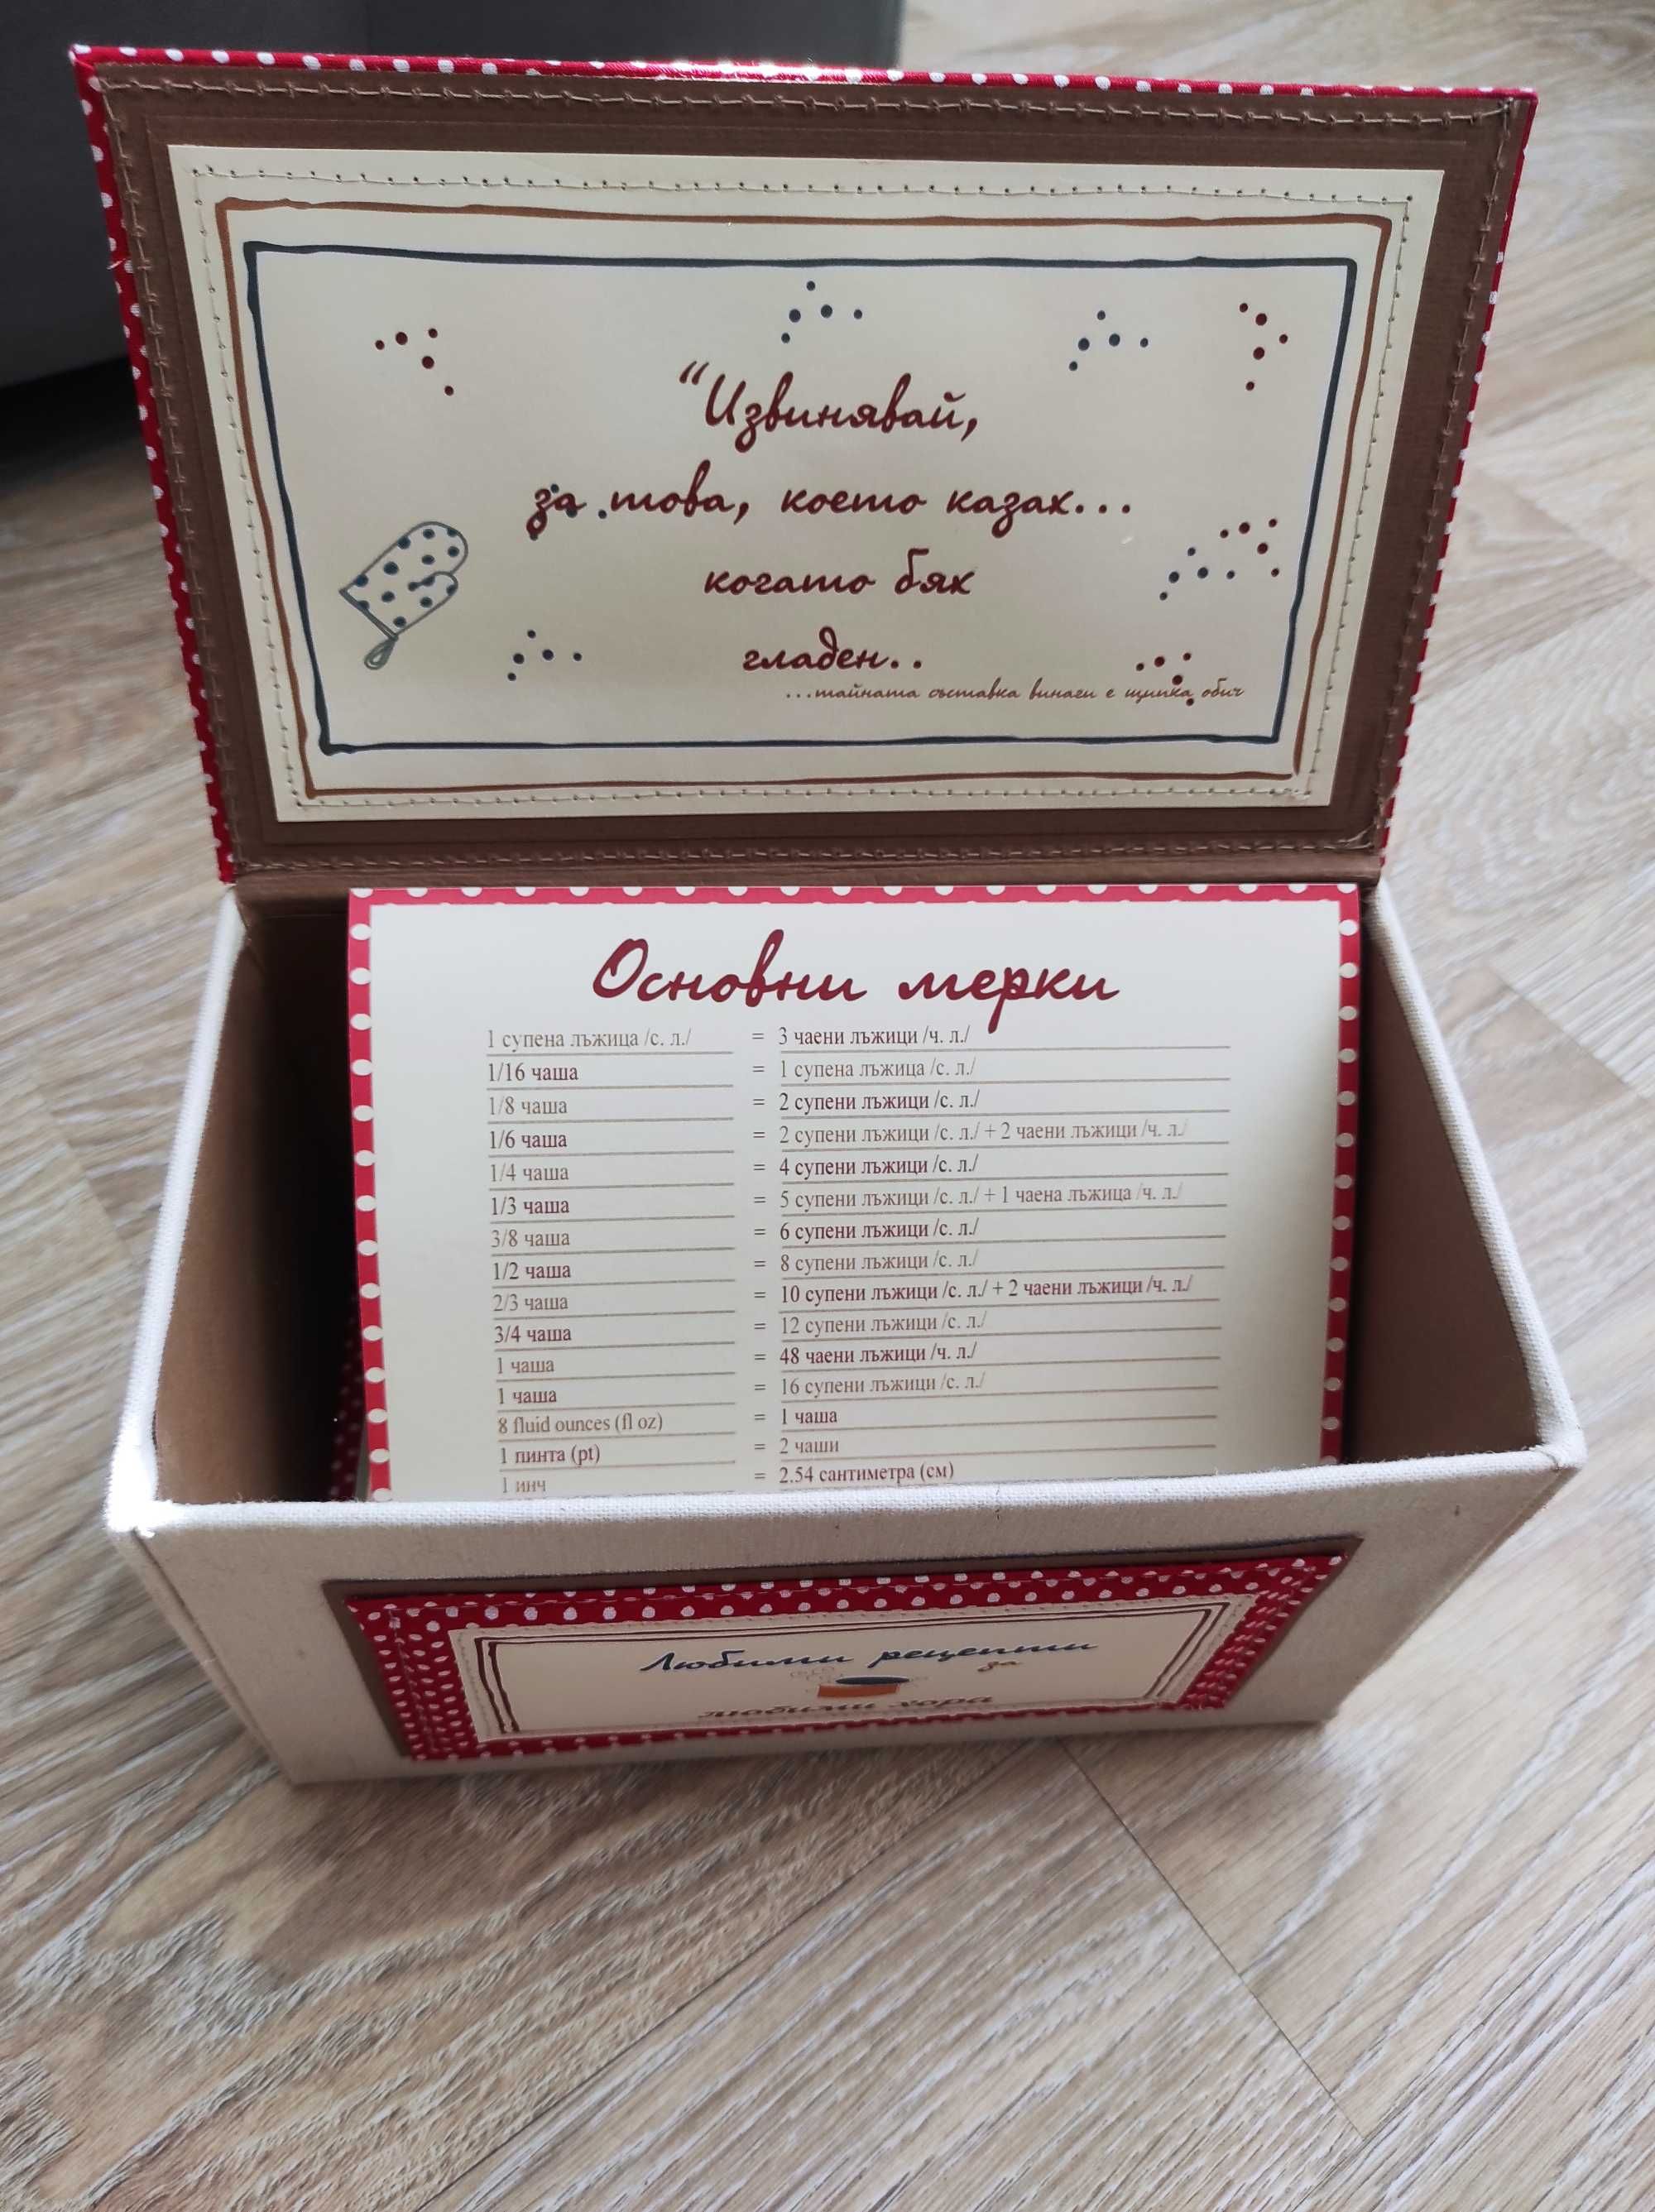 “Извинявай,
за това, което казах...
когато бях
гладен..
...тайната съставка винаги е щипка обич
Основни мерки
1 супена лъжица /с. л./ = 3 чаени лъжици /ч. л./
1/16 чаша = 1 супена лъжица /с. л./
1/8 чаша = 2 супени лъжици /с. л./
1/6 чаша = 2 супени лъжици /с. л./ + 2 чаени лъжици /ч. л./
1/4 чаша = 4 супени лъжици /с. л./
1/3 чаша = 5 супени лъжици /с. л./ + 1 чаена лъжица /ч. л./
3/8 чаша = 6 супени лъжици /с. л./
1/2 чаша = 8 супени лъжици /с. л./
2/3 чаша = 10 супени лъжици /с. л./ + 2 чаени лъжици /ч. л./
3/4 чаша = 12 супени лъжици /с. л./
1 чаша = 48 чаени лъжици /ч. л./
1 чаша = 16 супени лъжици /с. л./
8 fluid ounces (fl oz) = 1 чаша
1 пинта (pt) = 2 чаши
1 инч = 2.54 сантиметра (см)
Любими рецепти
за
любими хора